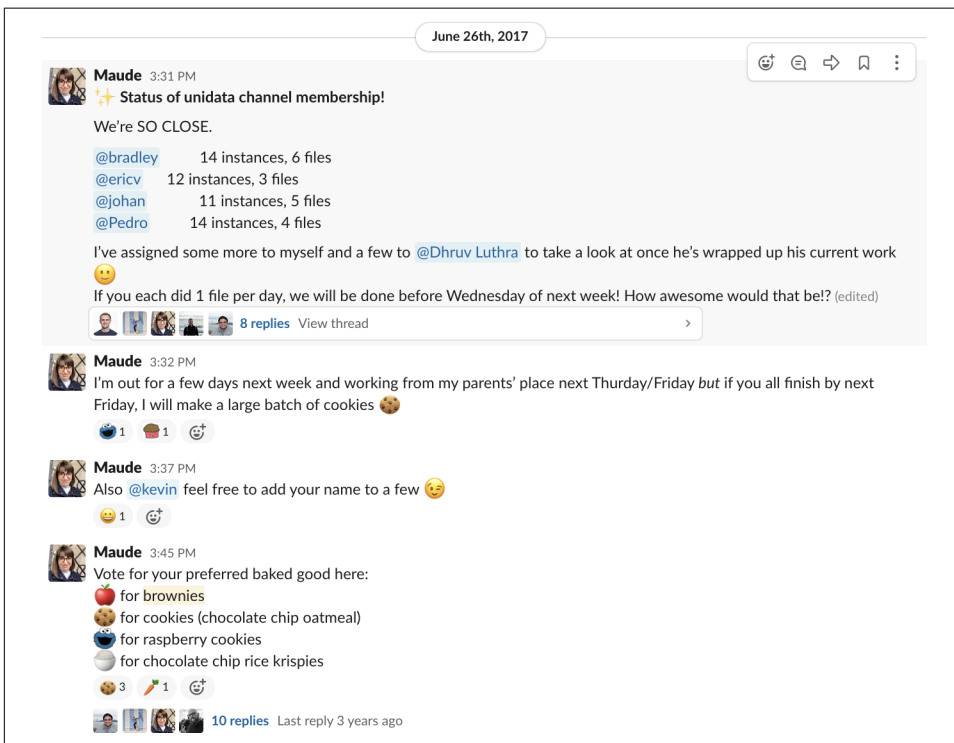 June 26th, 2017
Maude 3:31 PM
✨ Status of unidata channel membership!
We're SO CLOSE.
@bradley 14 instances, 6 files
@ericv 12 instances, 3 files
@johan 11 instances, 5 files
@Pedro 14 instances, 4 files
I've assigned some more to myself and a few to @Dhruv Luthra to take a look at once he's wrapped up his current work
🙂
If you each did 1 file per day, we will be done before Wednesday of next week! How awesome would that be!? (edited)
8 replies View thread
Maude 3:32 PM
I'm out for a few days next week and working from my parents' place next Thurday/Friday but if you all finish by next
Friday, I will make a large batch of cookies 🍪
1 1
Maude 3:37 PM
Also @kevin feel free to add your name to a few 😉
😀 1
Maude 3:45 PM
Vote for your preferred baked good here:
🍎 for brownies
🍪 for cookies (chocolate chip oatmeal)
for raspberry cookies
🍚 for chocolate chip rice krispies
🍪 3 🥕 1
10 replies Last reply 3 years ago